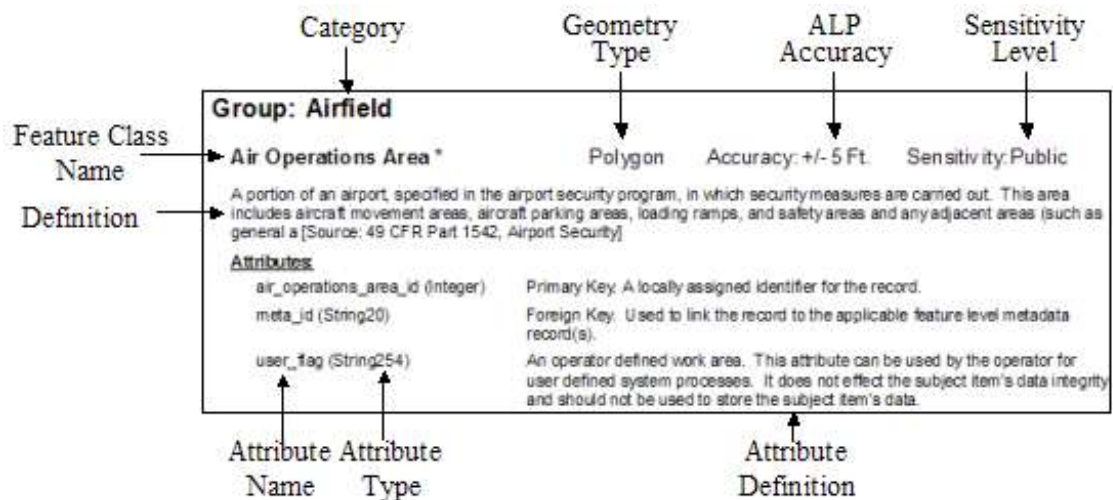 Category
Geometry Type
ALP Accuracy
Sensitivity Level
Group: Airfield
Feature Class Name
Air Operations Area * Polygon Accuracy: +/- 5 Ft. Sensitivity: Public
Definition
A portion of an airport, specified in the airport security program, in which security measures are carried out. This area
includes aircraft movement areas, aircraft parking areas, loading ramps, and safety areas and any adjacent areas (such as
general a [Source: 49 CFR Part 1542, Airport Security]
Attributes:
air_operations_area_id (Integer) Primary Key. A locally assigned identifier for the record.
meta_id (String20) Foreign Key. Used to link the record to the applicable feature level metadata
record(s).
user_flag (String254) An operator defined work area. This attribute can be used by the operator for
user defined system processes. It does not effect the subject item's data integrity
and should not be used to store the subject item's data.
Attribute Name
Attribute Type
Attribute Definition